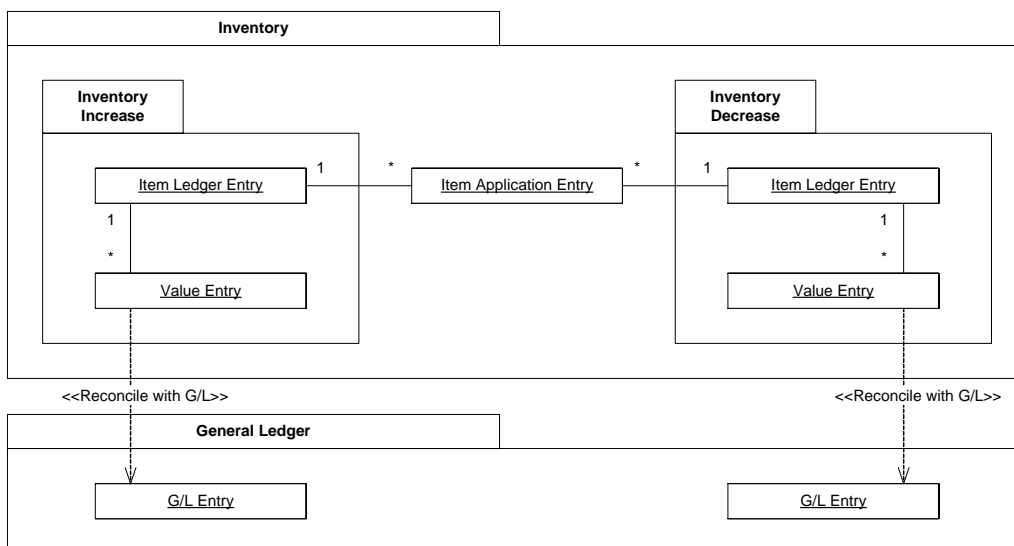 Inventory
Inventory
Increase
Inventory
Decrease
1
*
*
1
Item Ledger Entry
Item Application Entry
Item Ledger Entry
1
1
*
*
Value Entry
Value Entry
<<Reconcile with G/L>>
<<Reconcile with G/L>>
General Ledger
G/L Entry
G/L Entry